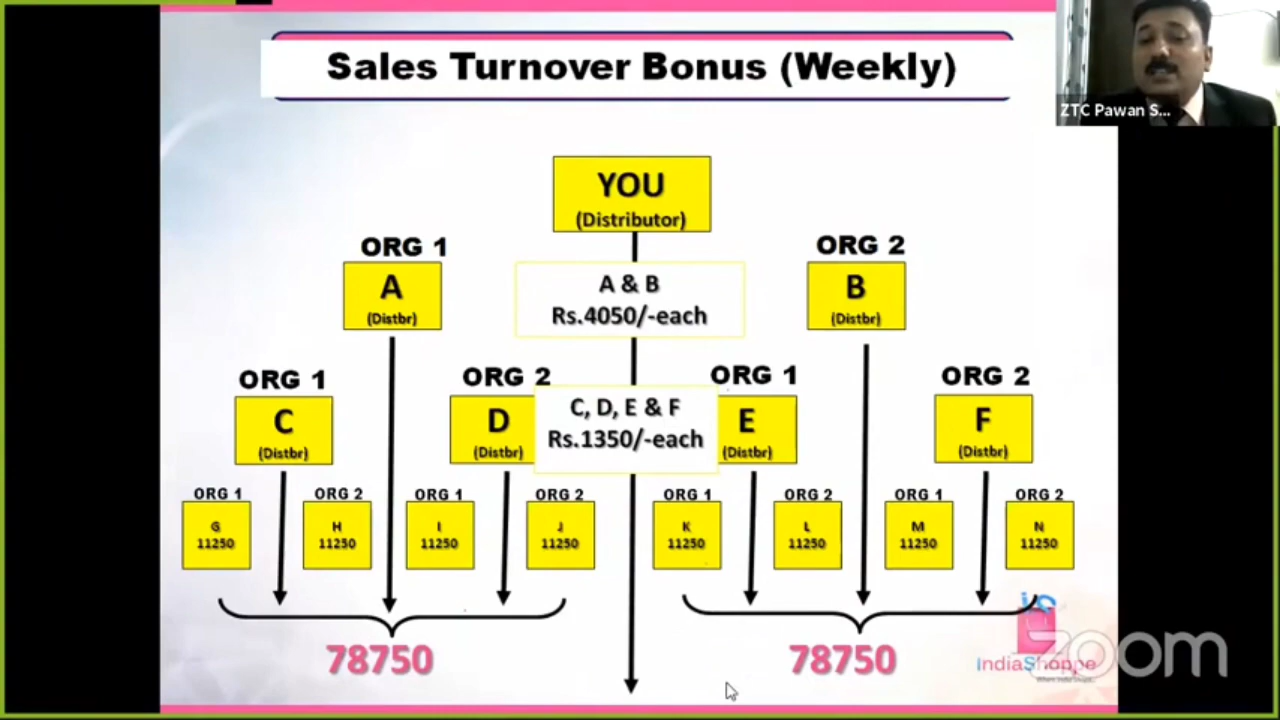 Sales Turnover Bonus (Weekly)
ZTC Pawan S...
YOU
(Distributor)
ORG 1
ORG 2
A
(Distbr)
A & B
Rs.4050/-each
B
(Distbr)
ORG 1
ORG 2
ORG 1
ORG 2
C
(Distbr)
D
(Distbr)
C, D, E & F
Rs.1350/-each
E
(Distbr)
F
(Distbr)
ORG 1
ORG 2
ORG 1
ORG 2
ORG 1
ORG 2
ORG 1
ORG 2
G
11250
H
11250
I
11250
J
11250
K
11250
L
11250
M
11250
N
11250
78750
78750
IndiaShoppe
zoom